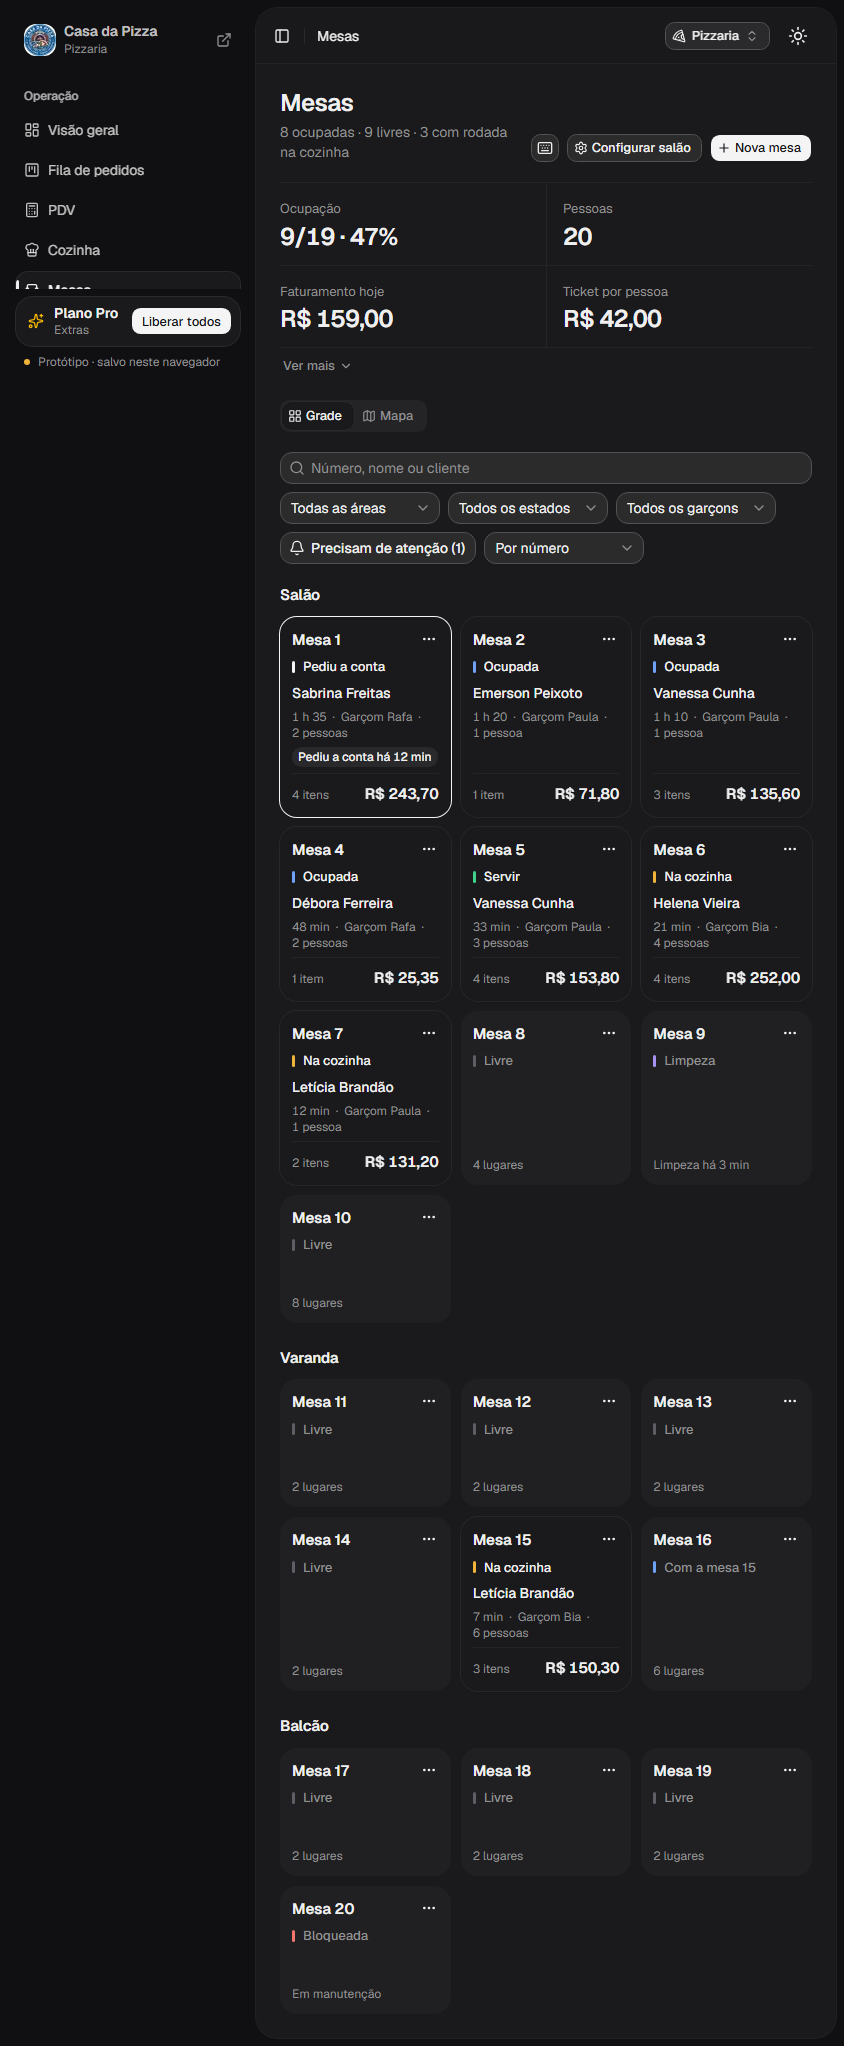 Casa da Pizza
Pizzaria
Operação
Visão geral
Fila de pedidos
PDV
Cozinha
Mesas
Plano Pro
Extras
Liberar todos
Protótipo · salvo neste navegador
Mesas
Pizzaria
Mesas
8 ocupadas · 9 livres · 3 com rodada
na cozinha
Configurar salão
Nova mesa
Ocupação
9/19 · 47%
Pessoas
20
Faturamento hoje
R$ 159,00
Ticket por pessoa
R$ 42,00
Ver mais
Grade
Mapa
Número, nome ou cliente
Todas as áreas
Todos os estados
Todos os garçons
Precisam de atenção (1)
Por número
Salão
Mesa 1
Pediu a conta
Sabrina Freitas
1 h 35 · Garçom Rafa ·
2 pessoas
Pediu a conta há 12 min
4 itens
R$ 243,70
Mesa 2
Ocupada
Emerson Peixoto
1 h 20 · Garçom Paula ·
1 pessoa
1 item
R$ 71,80
Mesa 3
Ocupada
Vanessa Cunha
1 h 10 · Garçom Paula ·
1 pessoa
3 itens
R$ 135,60
Mesa 4
Ocupada
Débora Ferreira
48 min · Garçom Rafa ·
2 pessoas
1 item
R$ 25,35
Mesa 5
Servir
Vanessa Cunha
33 min · Garçom Paula ·
3 pessoas
4 itens
R$ 153,80
Mesa 6
Na cozinha
Helena Vieira
21 min · Garçom Bia ·
4 pessoas
4 itens
R$ 252,00
Mesa 7
Na cozinha
Letícia Brandão
12 min · Garçom Paula ·
1 pessoa
2 itens
R$ 131,20
Mesa 8
Livre
4 lugares
Mesa 9
Limpeza
Limpeza há 3 min
Mesa 10
Livre
8 lugares
Varanda
Mesa 11
Livre
2 lugares
Mesa 12
Livre
2 lugares
Mesa 13
Livre
2 lugares
Mesa 14
Livre
2 lugares
Mesa 15
Na cozinha
Letícia Brandão
7 min · Garçom Bia ·
6 pessoas
3 itens
R$ 150,30
Mesa 16
Com a mesa 15
6 lugares
Balcão
Mesa 17
Livre
2 lugares
Mesa 18
Livre
2 lugares
Mesa 19
Livre
2 lugares
Mesa 20
Bloqueada
Em manutenção